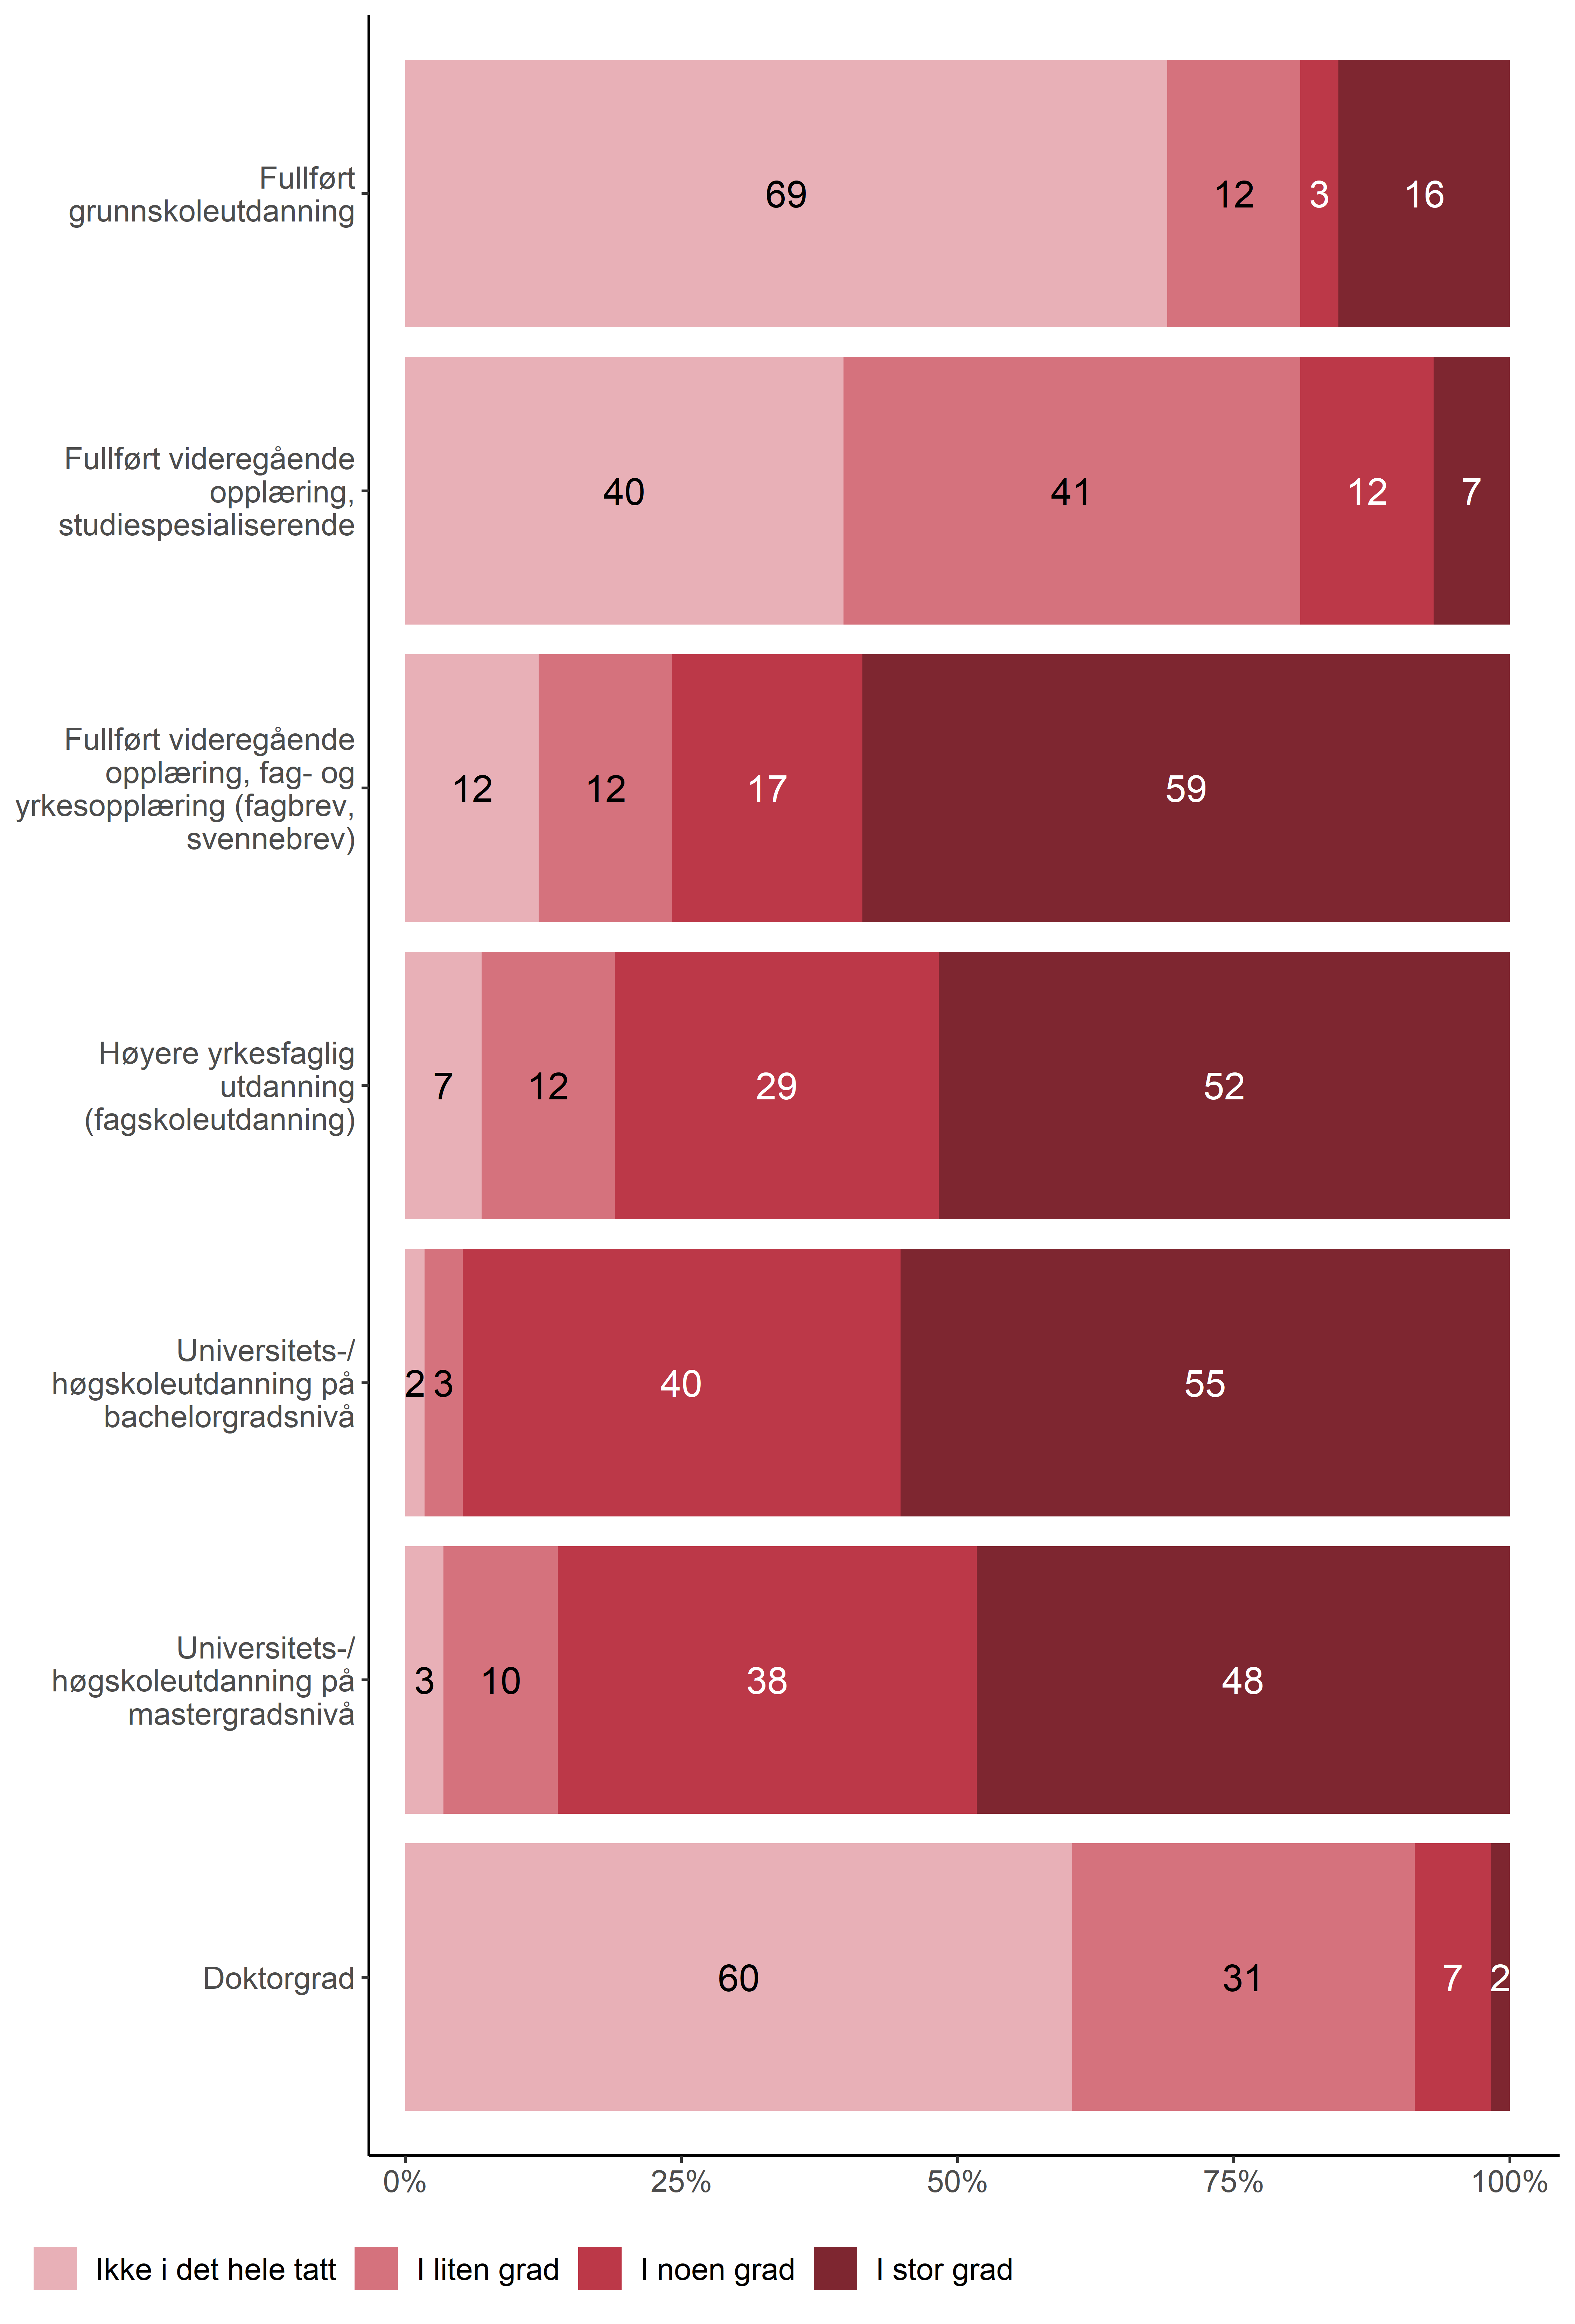 Fullført
grunnskoleutdanning
69 12 3 16
Fullført videregående
opplæring,
studiespesialiserende
40 41 12 7
Fullført videregående
opplæring, fag- og
yrkesopplæring (fagbrev,
svennebrev)
12 12 17 59
Høyere yrkesfaglig
utdanning
(fagskoleutdanning)
7 12 29 52
Universitets-/
høgskoleutdanning på
bachelorgradsnivå
2 3 40 55
Universitets-/
høgskoleutdanning på
mastergradsnivå
3 10 38 48
Doktorgrad
60 31 7 2
0% 25% 50% 75% 100%
Ikke i det hele tatt I liten grad I noen grad I stor grad